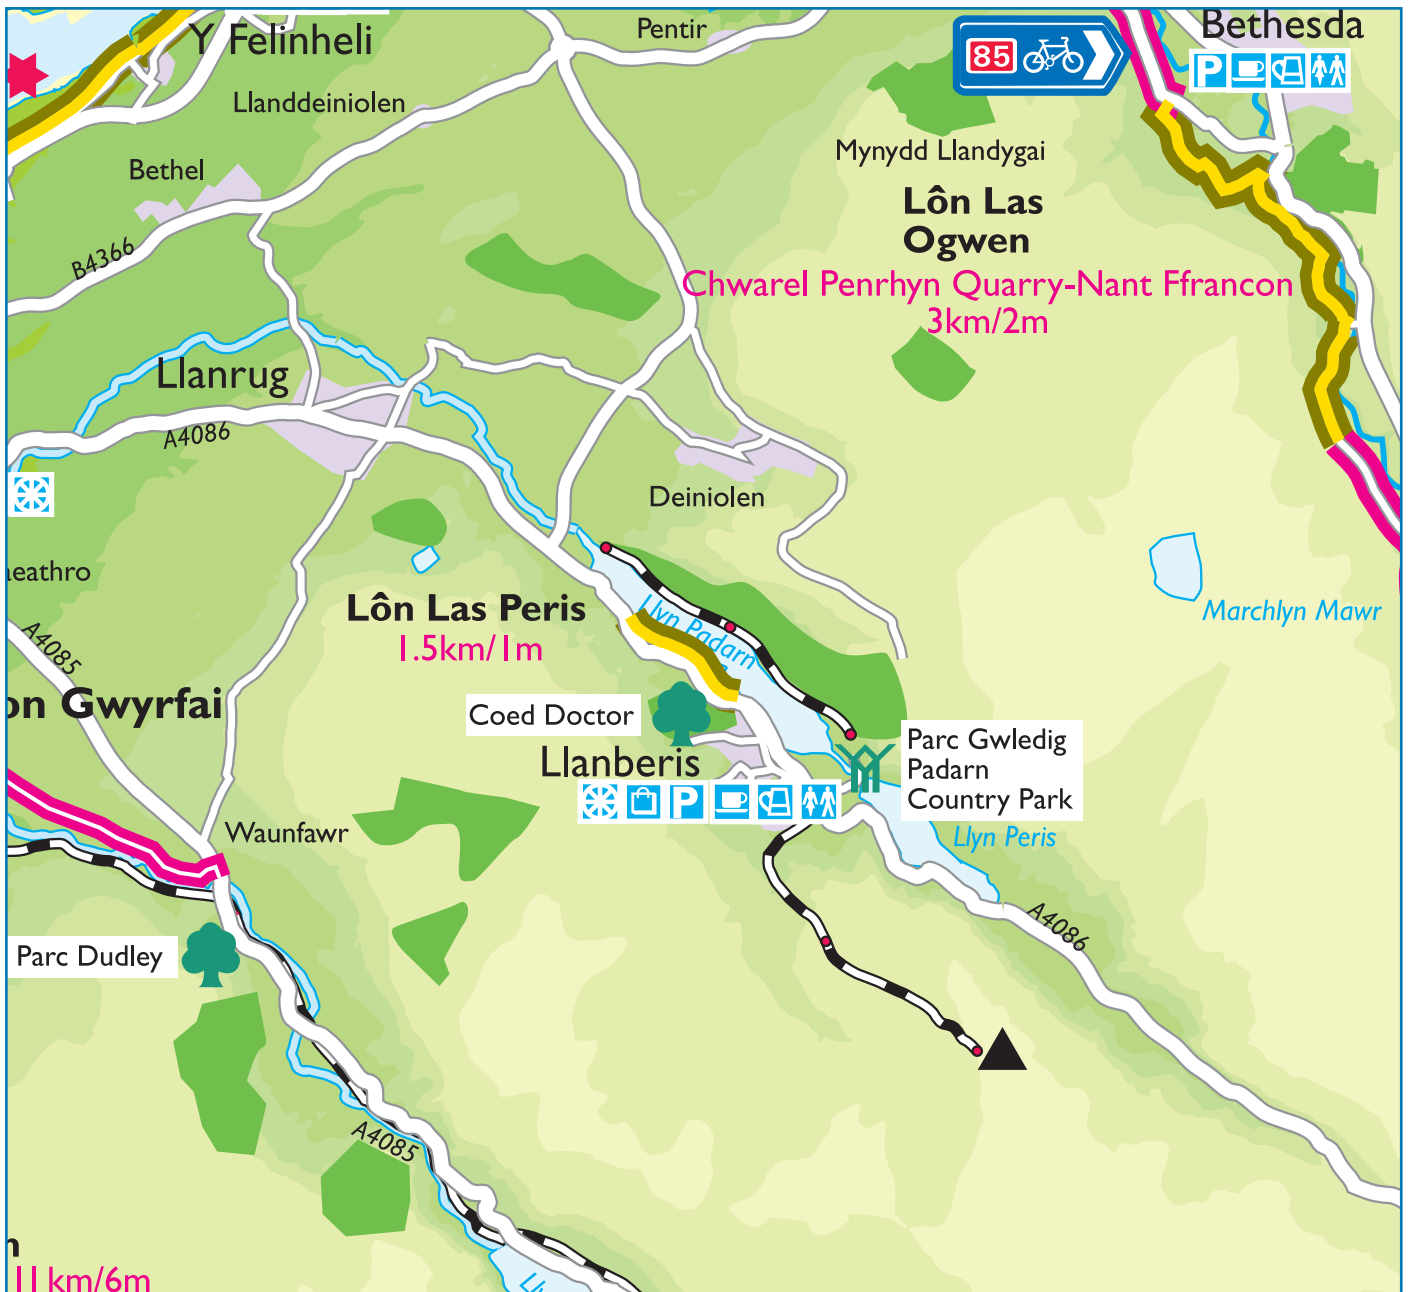 Y Felinheli
Pentir
Bethesda
85
P
Llanddeiniolen
Bethel
Mynydd Llandygai
Lôn Las
Ogwen
B4366
Chwarel Penrhyn Quarry-Nant Ffrancon
3km/2m
Llanrug
A4086
Deiniolen
aeathro
Lôn Las Peris
1.5km/1m
Llyn Padarn
Marchlyn Mawr
A4085
on Gwyrfai
Coed Doctor
Llanberis
P
Parc Gwledig
Padarn
Country Park
Llyn Peris
Waunfawr
A4086
Parc Dudley
A4085
n
11km/6m
Lly